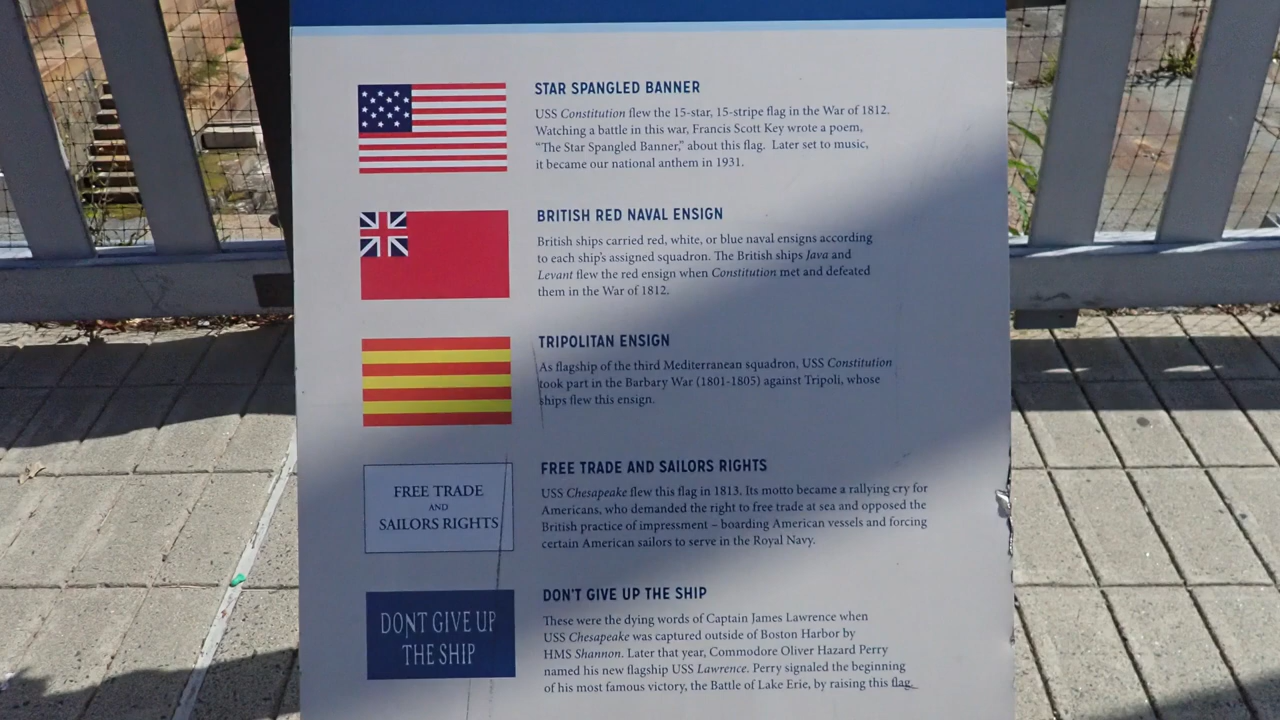 STAR SPANGLED BANNER
USS Constitution flew the 15-star, 15-stripe flag in the War of 1812.
Watching a battle in this war, Francis Scott Key wrote a poem,
“The Star Spangled Banner,” about this flag. Later set to music,
it became our national anthem in 1931.
BRITISH RED NAVAL ENSIGN
British ships carried red, white, or blue naval ensigns according
to each ship's assigned squadron. The British ships Java and
Levant flew the red ensign when Constitution met and defeated
them in the War of 1812.
TRIPOLITAN ENSIGN
As flagship of the third Mediterranean squadron, USS Constitution
took part in the Barbary War (1801-1805) against Tripoli, whose
ships flew this ensign.
FREE TRADE
AND
SAILORS RIGHTS
FREE TRADE AND SAILORS RIGHTS
USS Chesapeake flew this flag in 1813. Its motto became a rallying cry for
Americans, who demanded the right to free trade at sea and opposed the
British practice of impressment – boarding American vessels and forcing
certain American sailors to serve in the Royal Navy.
DON'T GIVE UP
THE SHIP
DON'T GIVE UP THE SHIP
These were the dying words of Captain James Lawrence when
USS Chesapeake was captured outside of Boston Harbor by
HMS Shannon. Later that year, Commodore Oliver Hazard Perry
named his new flagship USS Lawrence. Perry signaled the beginning
of his most famous victory, the Battle of Lake Erie, by raising this flag.